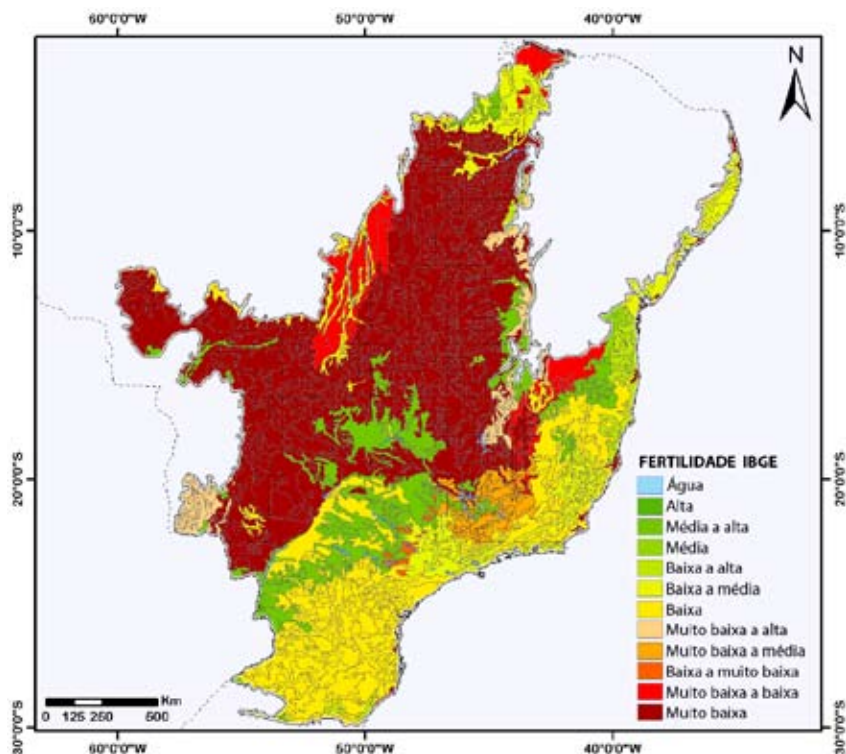 60°0'0"W 50°0'0"W 40°0'0"W
N
10°0'0"S 10°0'0"S
20°0'0"S 20°0'0"S
FERTILIDADE IBGE
Água
Alta
Média a alta
Média
Baixa a alta
Baixa a média
Baixa
Muito baixa a alta
Muito baixa a média
Baixa a muito baixa
Muito baixa a baixa
Muito baixa
Km
0 125 250 500
30°0'0"S 30°0'0"S
60°0'0"W 50°0'0"W 40°0'0"W